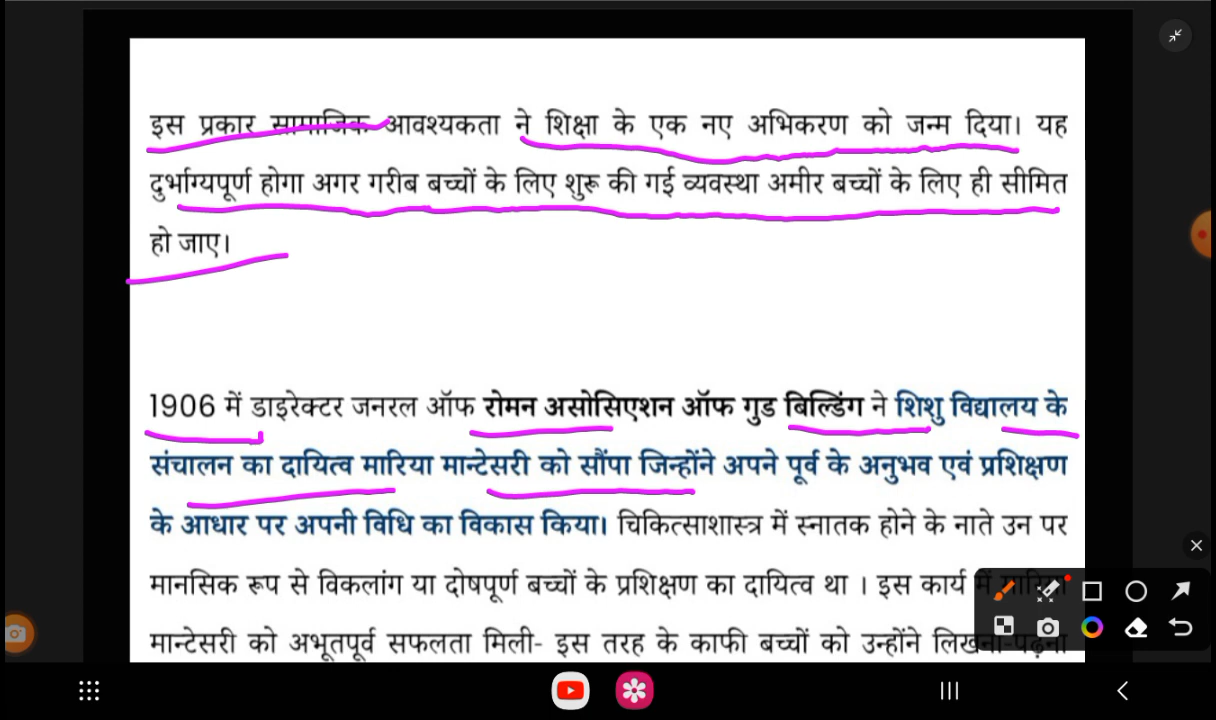 इस प्रकार सामाजिक आवश्यकता ने शिक्षा के एक नए अभिकरण को जन्म दिया। यह
दुर्भाग्यपूर्ण होगा अगर गरीब बच्चों के लिए शुरू की गई व्यवस्था अमीर बच्चों के लिए ही सीमित
हो जाए।
1906 में डाइरेक्टर जनरल ऑफ रोमन असोसिएशन ऑफ गुड बिल्डिंग ने शिशु विद्यालय के
संचालन का दायित्व मारिया मान्टेसरी को सौंपा जिन्होंने अपने पूर्व के अनुभव एवं प्रशिक्षण
के आधार पर अपनी विधि का विकास किया। चिकित्साशास्त्र में स्नातक होने के नाते उन पर
मानसिक रूप से विकलांग या दोषपूर्ण बच्चों के प्रशिक्षण का दायित्व था । इस कार्य में मारिया
मान्टेसरी को अभूतपूर्व सफलता मिली- इस तरह के काफी बच्चों को उन्होंने लिखना-पढ़ना